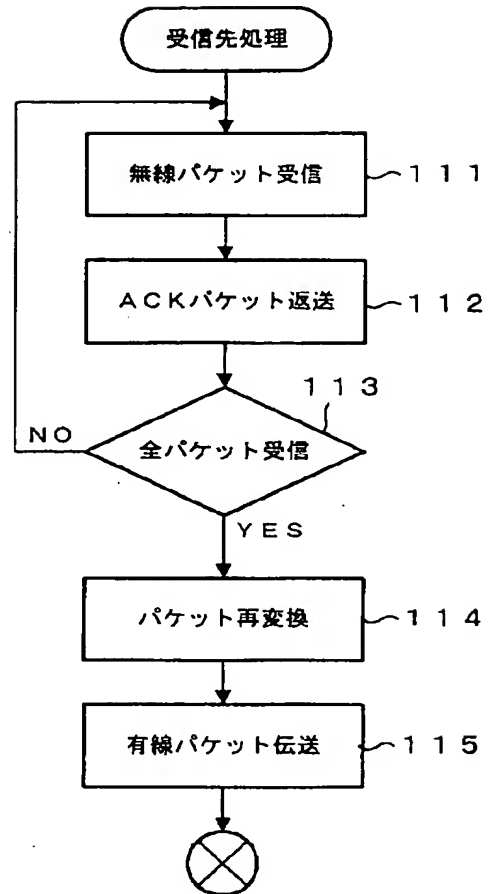 受信先処理
無線パケット受信
111
ACKパケット返送
112
113
NO
全パケット受信
YES
パケット再変換
114
有線パケット伝送
115